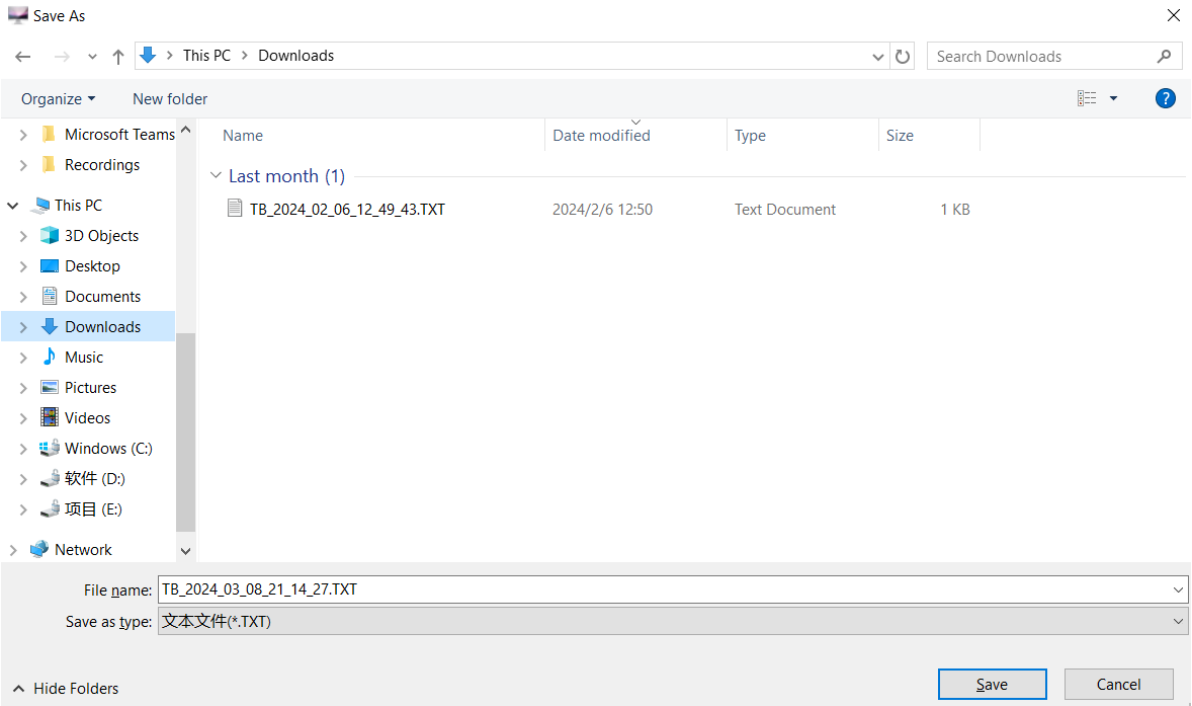 Save As
This PC > Downloads
Search Downloads
Organize
New folder
?
Microsoft Teams
Recordings
This PC
3D Objects
Desktop
Documents
Downloads
Music
Pictures
Videos
Windows (C:)
软件 (D:)
项目 (E:)
Network
Name Date modified Type Size
Last month (1)
TB_2024_02_06_12_49_43.TXT 2024/2/6 12:50 Text Document 1 KB
File name: TB_2024_03_08_21_14_27.TXT
Save as type: 文本文件(*.TXT)
Hide Folders
Save
Cancel